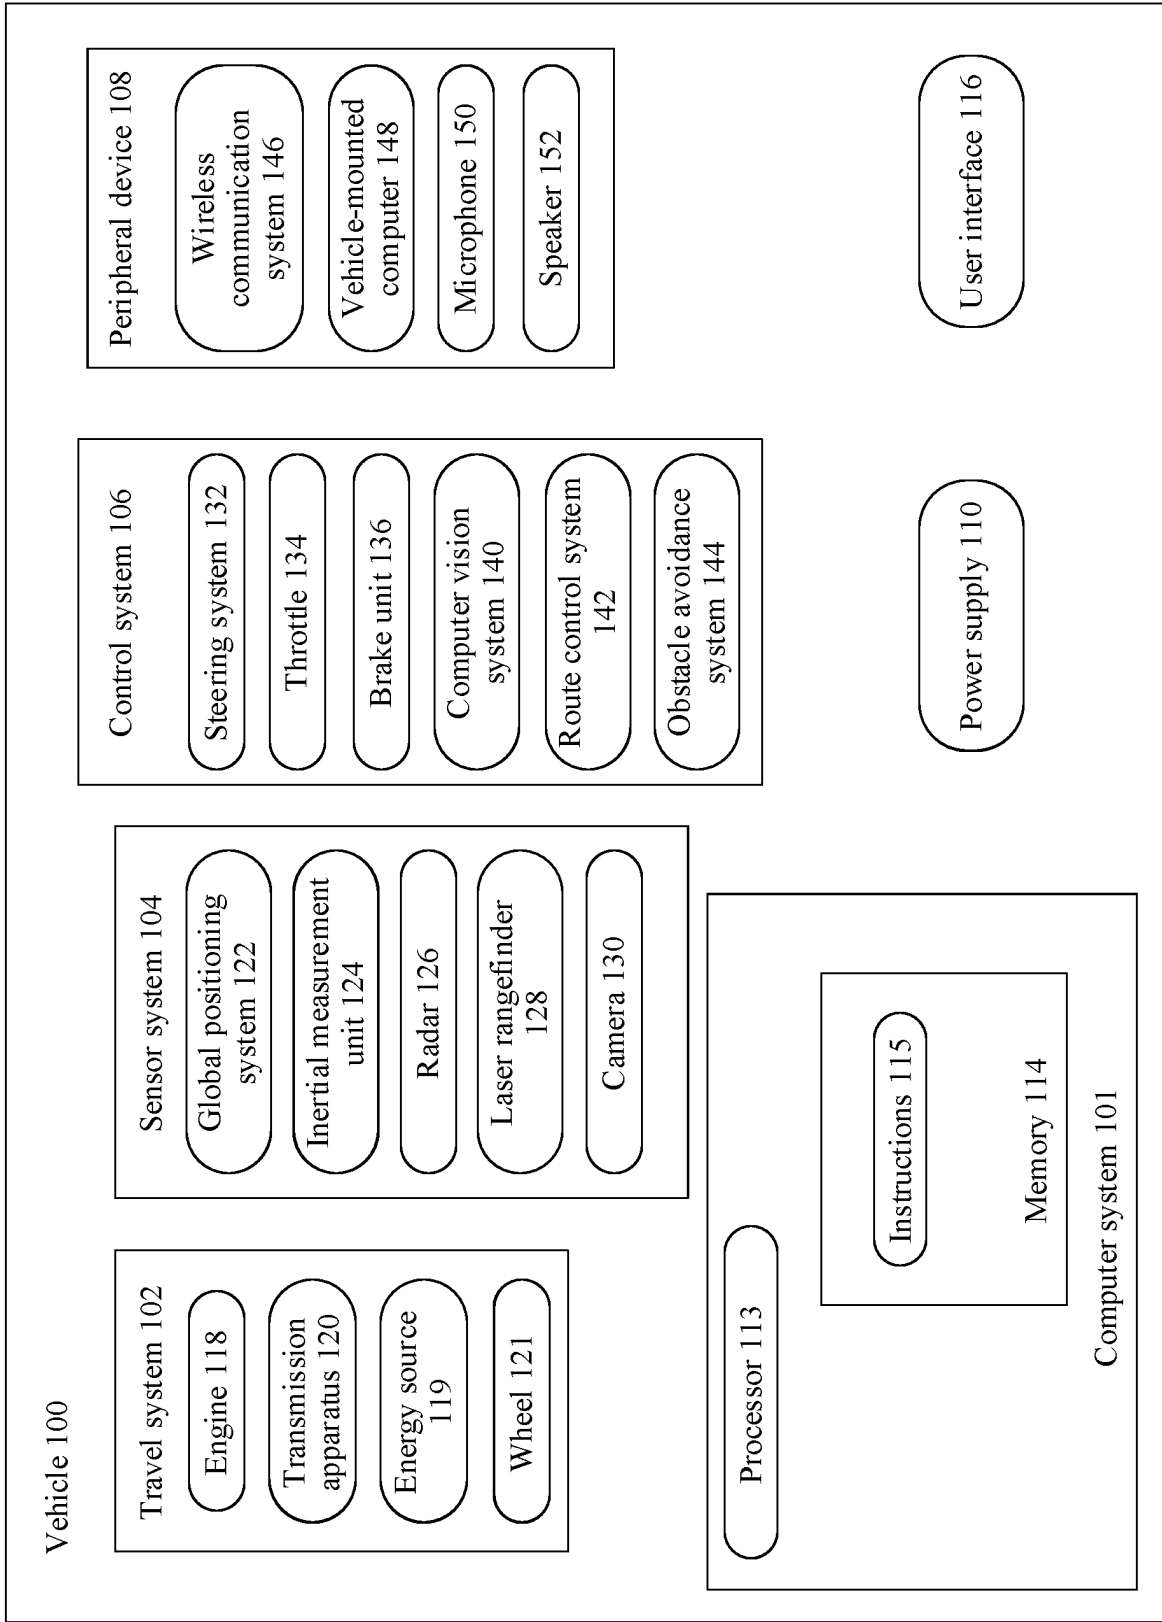 Vehicle 100
Travel system 102
Engine 118
Transmission
apparatus 120
Energy source
119
Wheel 121
Sensor system 104
Global positioning
system 122
Inertial measurement
unit 124
Radar 126
Laser rangefinder
128
Camera 130
Control system 106
Steering system 132
Throttle 134
Brake unit 136
Computer vision
system 140
Route control system
142
Obstacle avoidance
system 144
Peripheral device 108
Wireless
communication
system 146
Vehicle-mounted
computer 148
Microphone 150
Speaker 152
Processor 113
Instructions 115
Memory 114
Computer system 101
Power supply 110
User interface 116